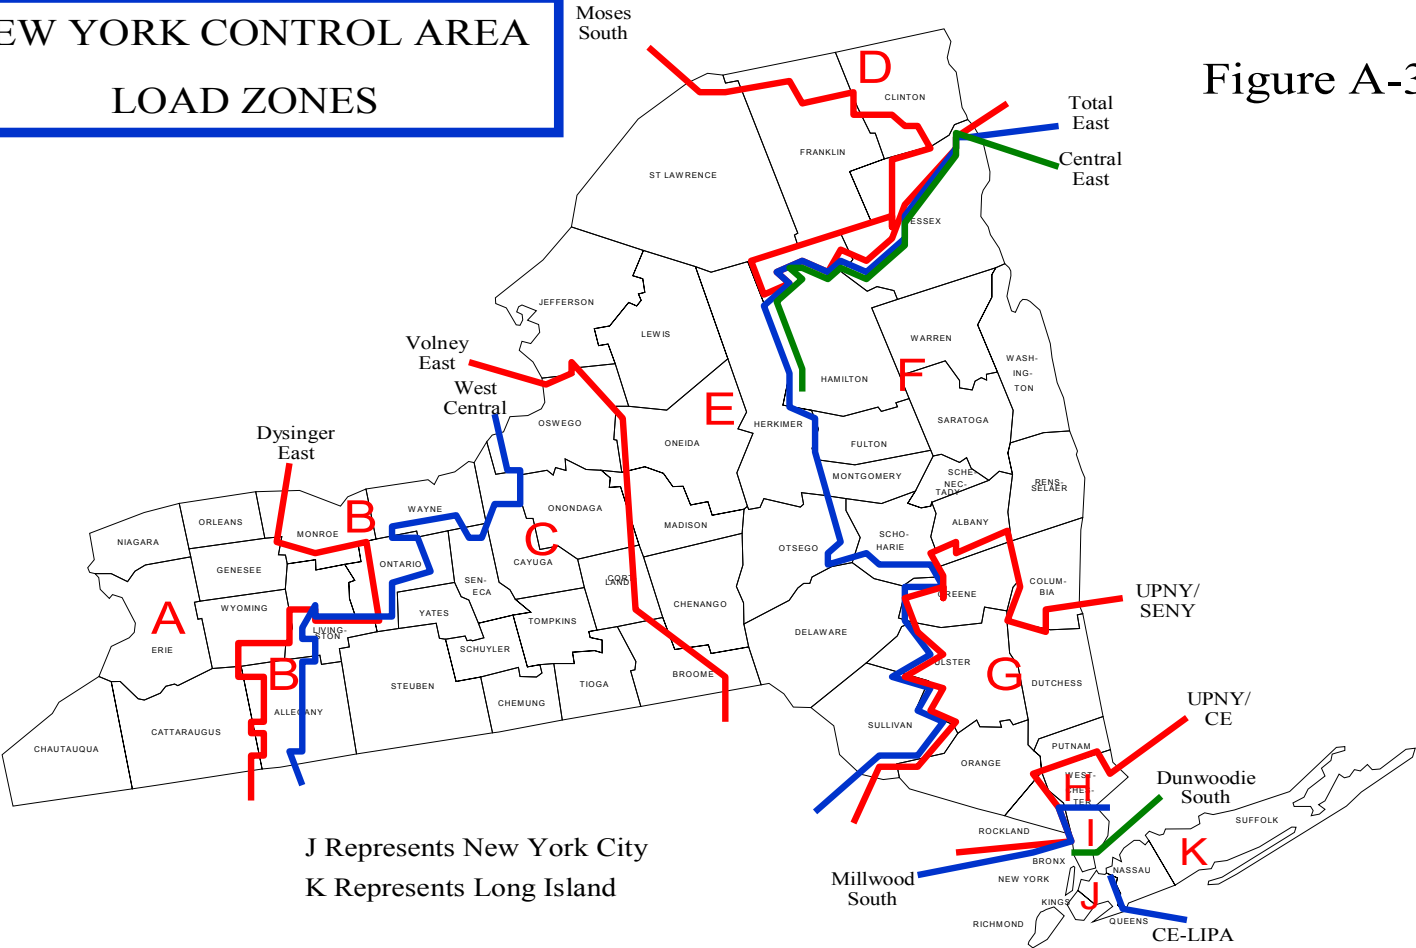 EW YORK CONTROL AREA
LOAD ZONES
Figure A-3
Moses
South
Total
East
Central
East
Volney
East
West
Central
Dysinger
East
UPNY/
SENY
UPNY/
CE
Dunwoodie
South
Millwood
South
CE-LIPA
D
CLINTON
FRANKLIN
ST LAWRENCE
ESSEX
JEFFERSON
LEWIS
WARREN
WASH-
ING-
TON
HAMILTON
F
E
HERKIMER
OSWEGO
ONEIDA
SARATOGA
FULTON
MONTGOMERY
SCHE-
NEC-
TADY
RENS-
SELAER
ORLEANS
MONROE
B
WAYNE
ONONDAGA
MADISON
ALBANY
NIAGARA
C
CAYUGA
OTSEGO
SCHO-
HARIE
GENESEE
ONTARIO
SEN-
ECA
CORT
LAND
COLUM-
BIA
WYOMING
YATES
CHENANGO
GREENE
A
ERIE
LIVING-
STON
TOMPKINS
DELAWARE
SCHUYLER
ULSTER
B
STEUBEN
TIOGA
BROOME
G
DUTCHESS
ALLEGANY
CHEMUNG
CATTARAUGUS
SULLIVAN
CHAUTAUQUA
PUTNAM
ORANGE
WEST-
CHES-
TER
H
I
ROCKLAND
SUFFOLK
K
BRONX
NASSAU
NEW YORK
KINGS
J
RICHMOND
QUEENS
J Represents New York City
K Represents Long Island